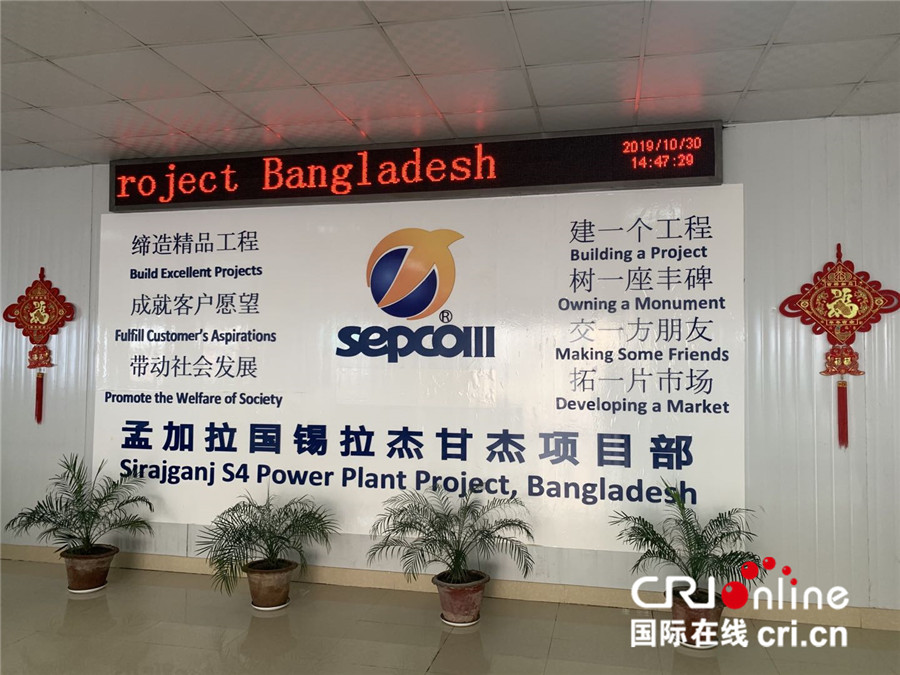 roject Bangladesh
2019/10/30
14:47:29
缔造精品工程
Build Excellent Projects
成就客户愿望
Fulfill Customer's Aspirations
带动社会发展
Promote the Welfare of Society
sepcoIII
®
建一个工程
Building a Project
树一座丰碑
Owning a Monument
交一方朋友
Making Some Friends
拓一片市场
Developing a Market
孟加拉国锡拉杰甘杰项目部
Sirajganj S4 Power Plant Project, Bangladesh
CRIOnline
国际在线 cri.cn